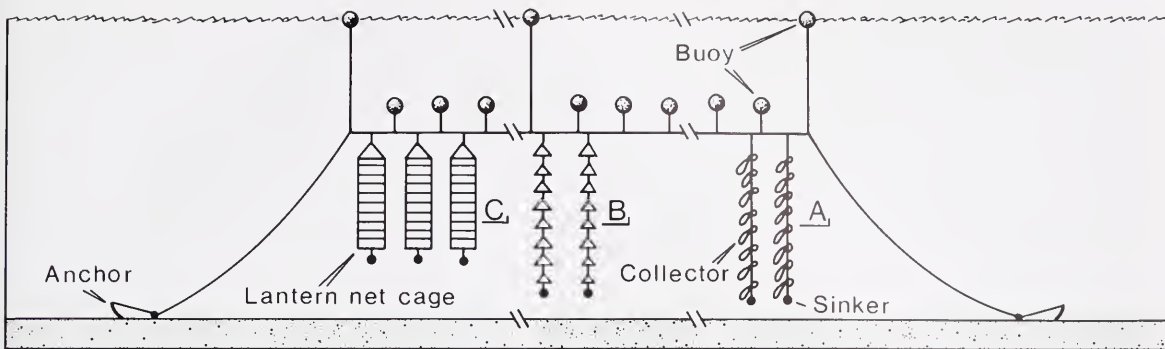 Buoy
C
B
A
Collector
Anchor
Lantern net cage
Sinker